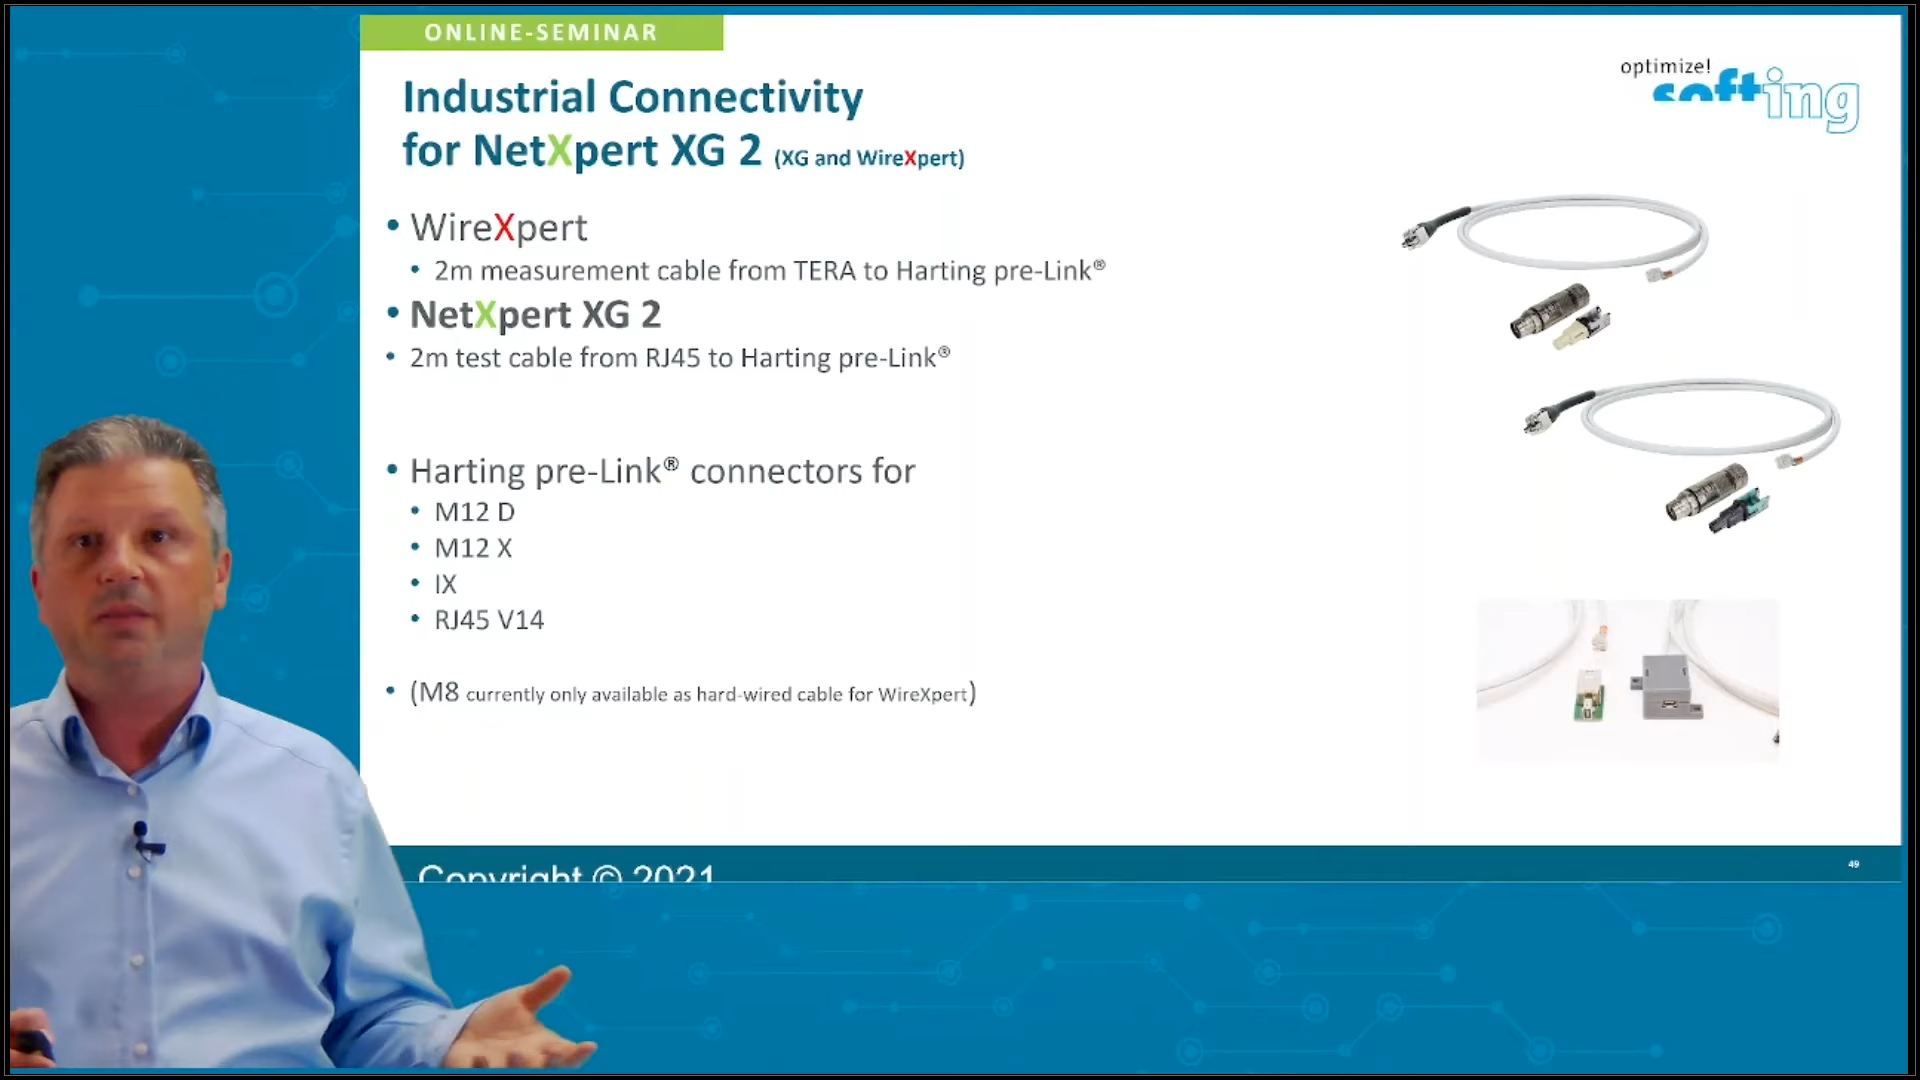 ONLINE-SEMINAR
optimize!
softing
Industrial Connectivity
for NetXpert XG 2 (XG and WireXpert)
• WireXpert
• 2m measurement cable from TERA to Harting pre-Link®
• NetXpert XG 2
• 2m test cable from RJ45 to Harting pre-Link®
• Harting pre-Link® connectors for
• M12 D
• M12 X
• IX
• RJ45 V14
• (M8 currently only available as hard-wired cable for WireXpert)
Copyright © 2021
49